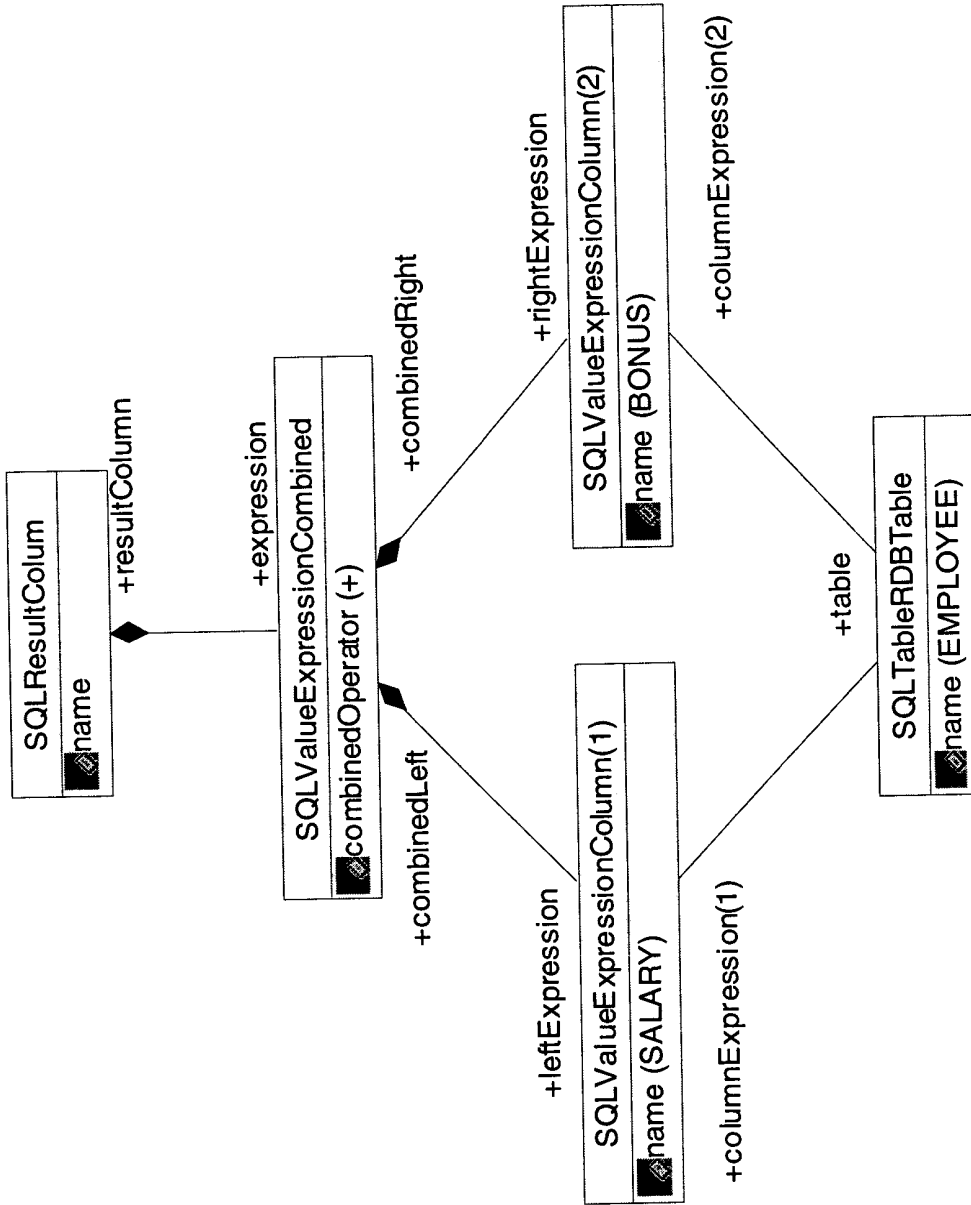 SQLResultColum
name
+resultColumn
+expression
SQLValueExpressionCombined
combinedOperator (+)
+combinedLeft
+combinedRight
+leftExpression
+rightExpression
SQLValueExpressionColumn(1)
name (SALARY)
SQLValueExpressionColumn(2)
name (BONUS)
+columnExpression(1)
+columnExpression(2)
+table
SQLTableRDBTable
name (EMPLOYEE)